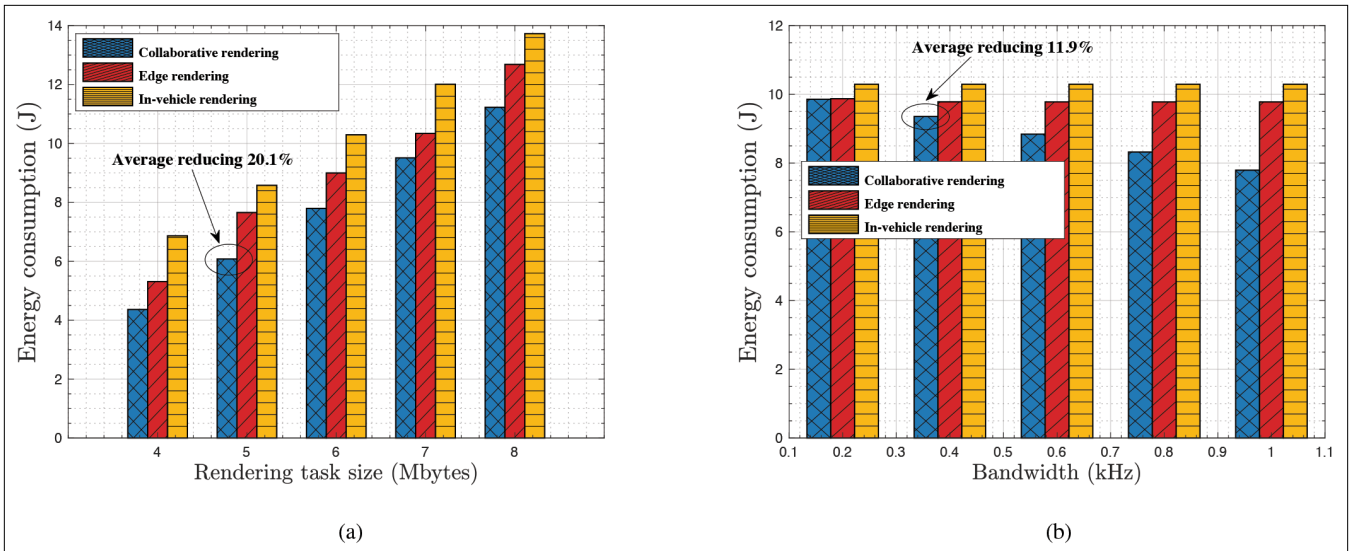 14
12
10
8
6
4
2
0
Energy consumption (J)
Collaborative rendering
Edge rendering
In-vehicle rendering
Average reducing 20.1%
4 5 6 7 8
Rendering task size (Mbytes)
(a)
12
10
8
6
4
2
0
Energy consumption (J)
Average reducing 11.9%
Collaborative rendering
Edge rendering
In-vehicle rendering
0.1 0.2 0.3 0.4 0.5 0.6 0.7 0.8 0.9 1 1.1
Bandwidth (kHz)
(b)